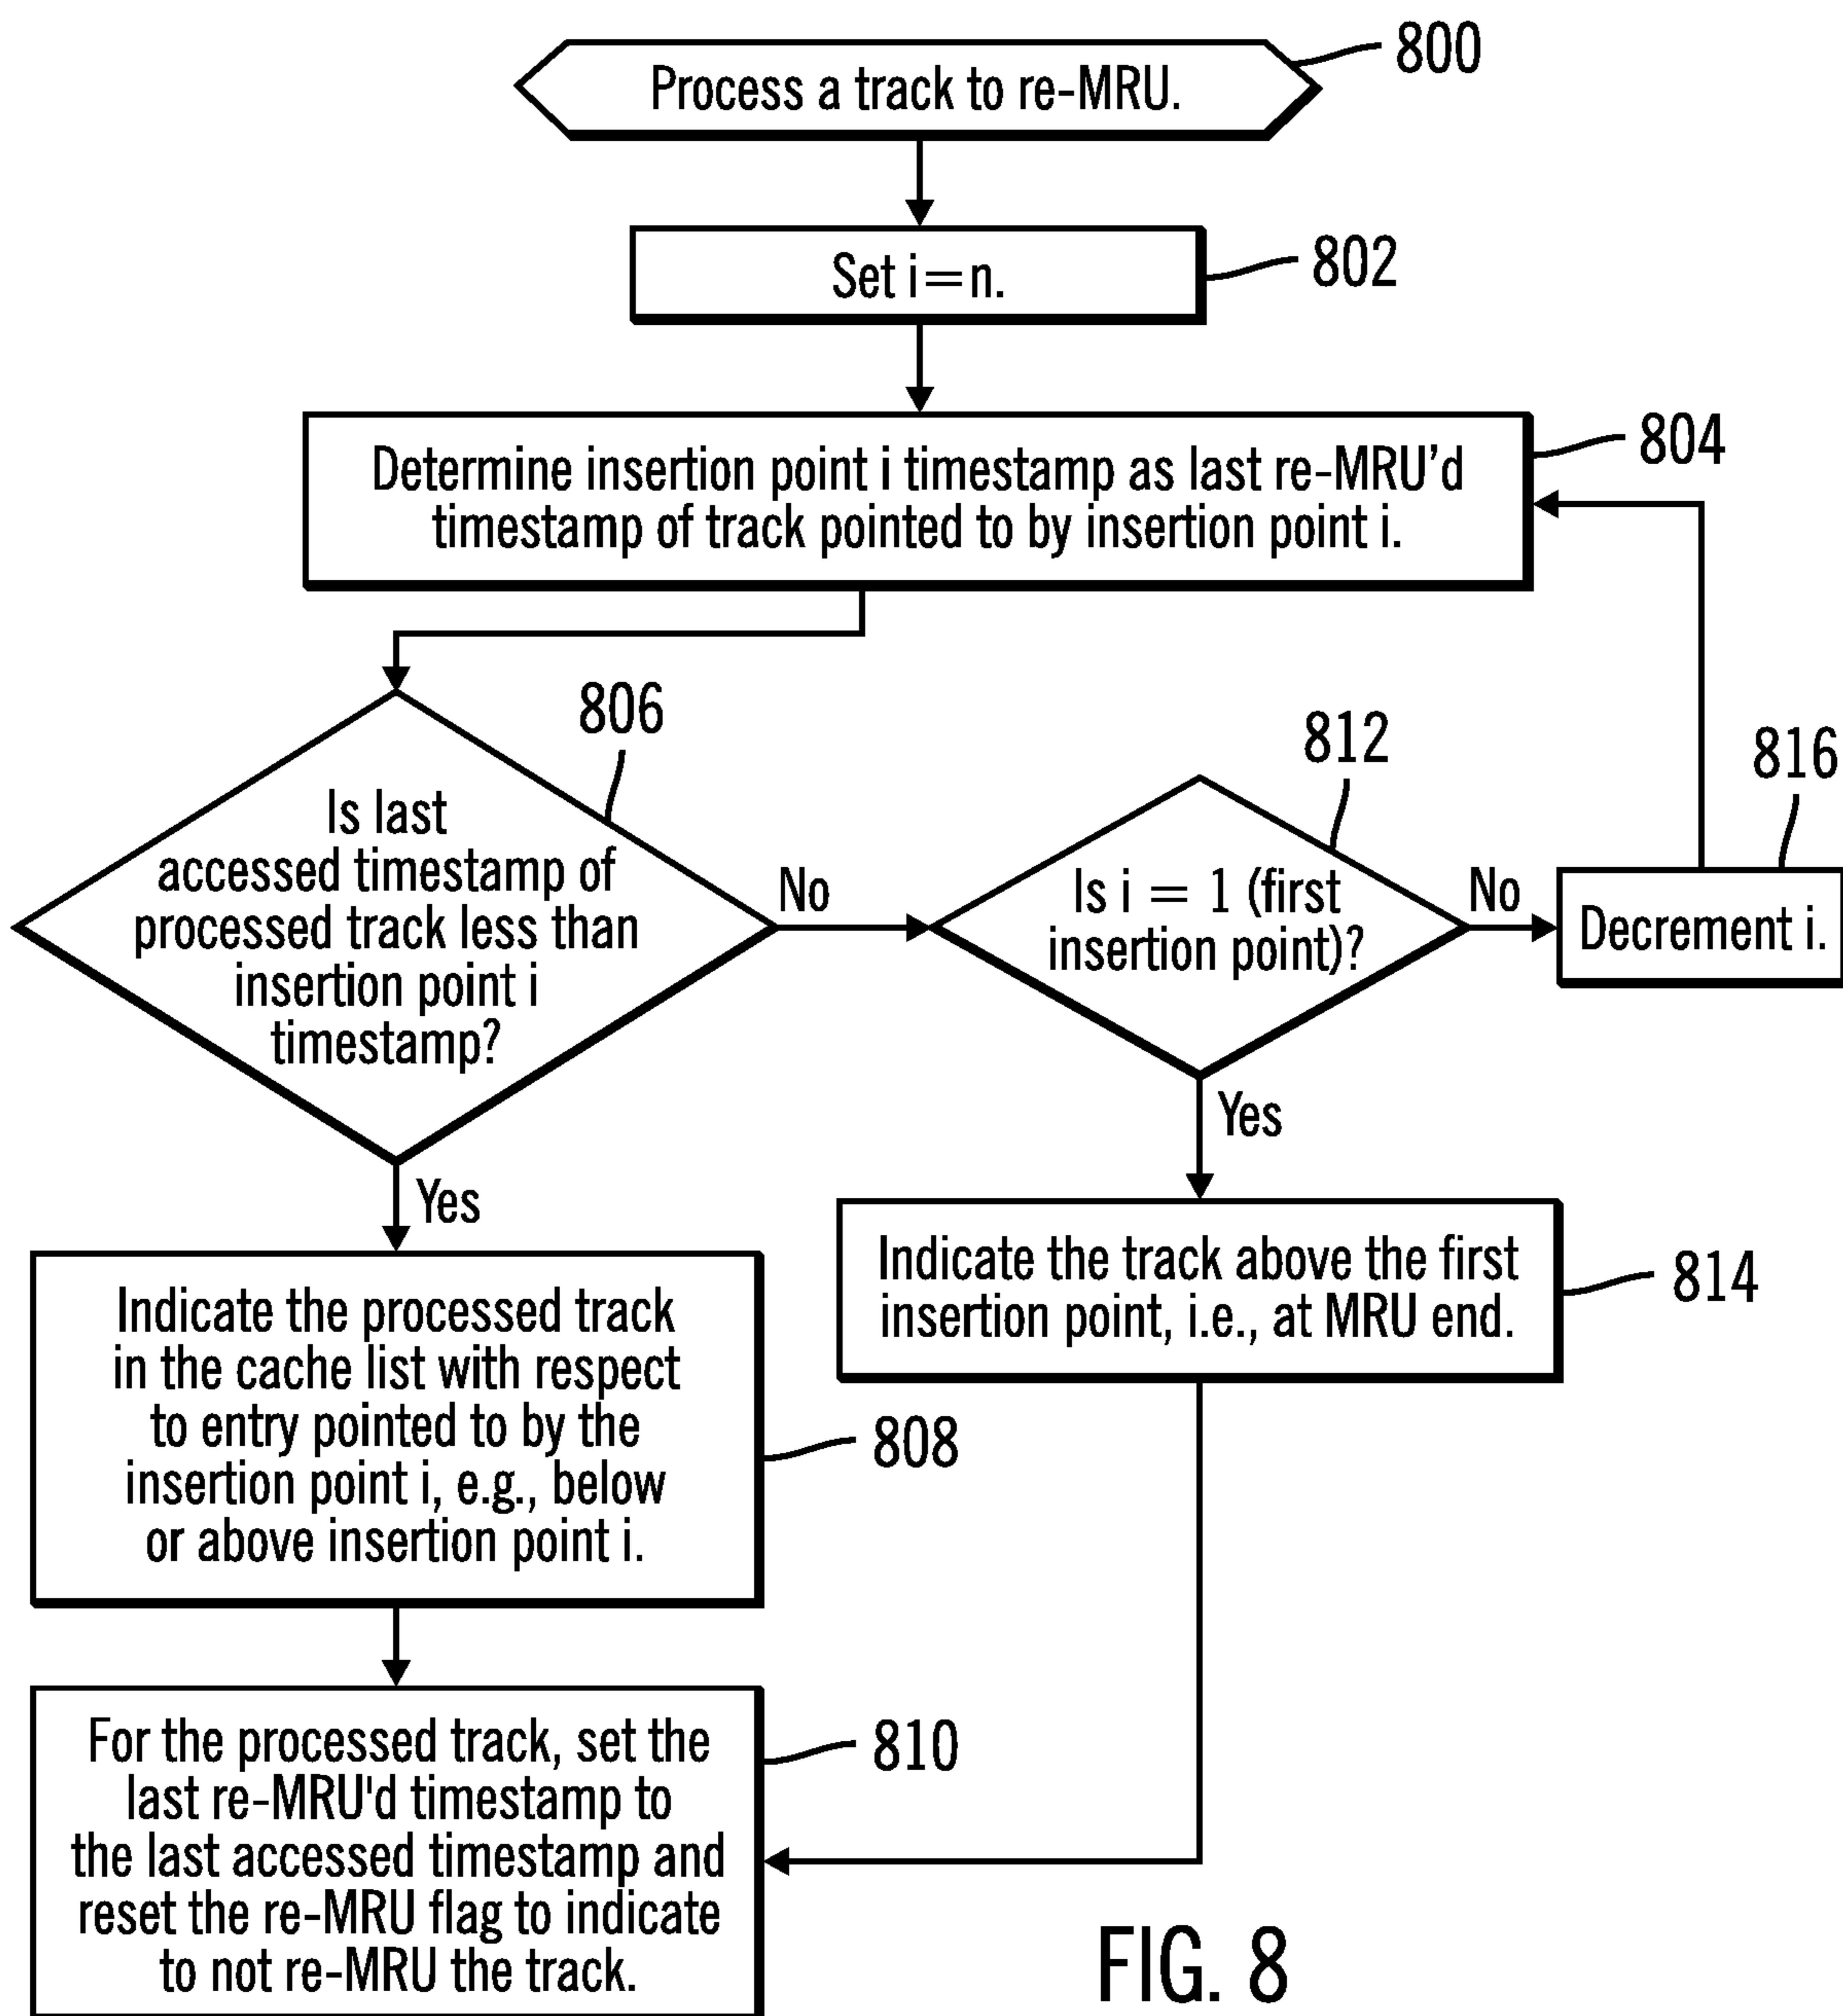 800
Process a track to re-MRU.
Set i=n.
802
804
Determine insertion point i timestamp as last re-MRU’d
timestamp of track pointed to by insertion point i.
806
Is last
accessed timestamp of
processed track less than
insertion point i
timestamp?
No
812
Is i = 1 (first
insertion point)?
No
816
Decrement i.
Yes
Yes
Indicate the processed track
in the cache list with respect
to entry pointed to by the
insertion point i, e.g., below
or above insertion point i.
808
Indicate the track above the first
insertion point, i.e., at MRU end.
814
For the processed track, set the
last re-MRU'd timestamp to
the last accessed timestamp and
reset the re-MRU flag to indicate
to not re-MRU the track.
810
FIG. 8